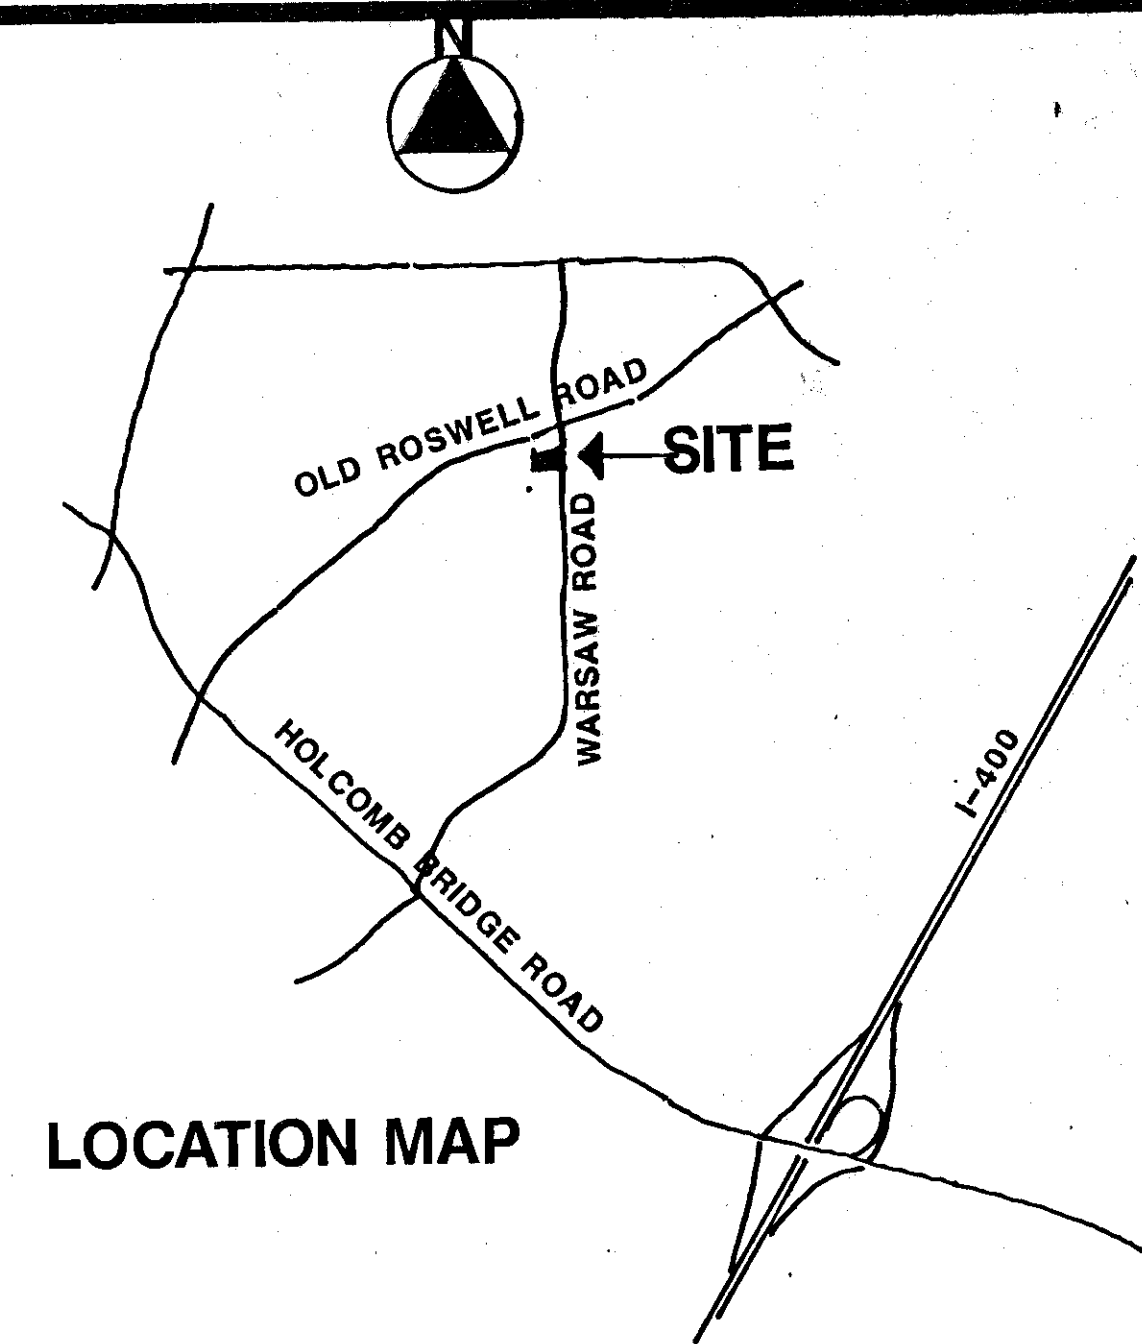 N
OLD ROSWELL ROAD
SITE
WARSAW ROAD
I-400
HOLCOMB BRIDGE ROAD
LOCATION MAP